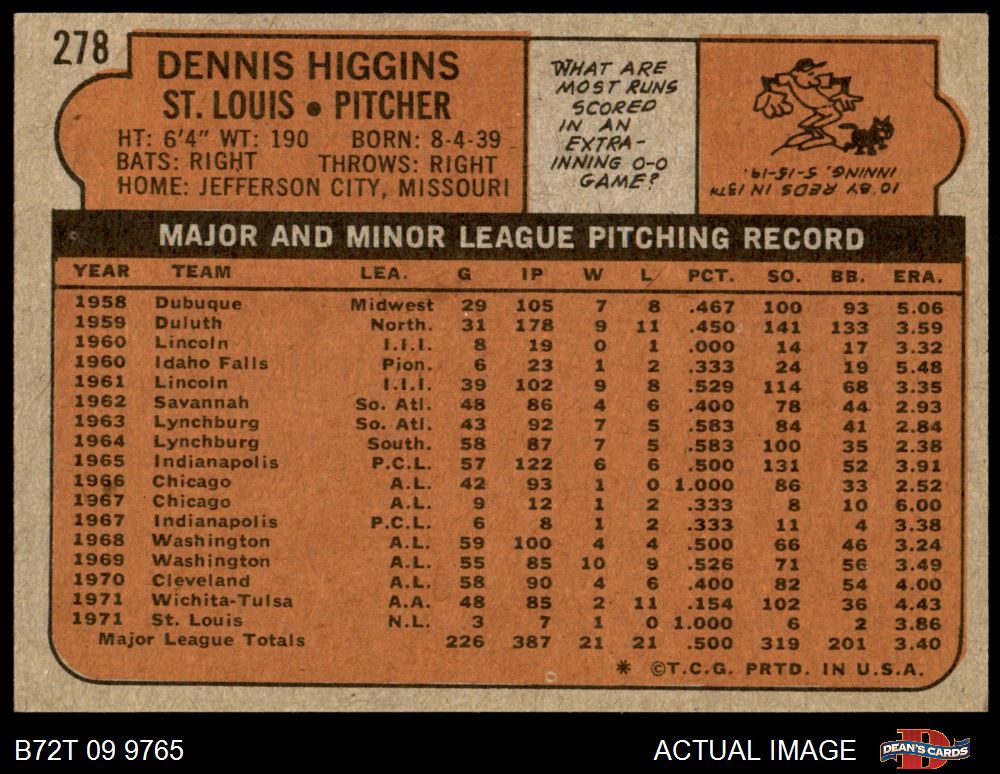 278
DENNIS HIGGINS
ST. LOUIS • PITCHER
HT: 6'4" WT: 190 BORN: 8-4-39
BATS: RIGHT THROWS: RIGHT
HOME: JEFFERSON CITY, MISSOURI
WHAT ARE
MOST RUNS
SCORED
IN AN
EXTRA-
INNING 0-0
GAME?
10 BY REDS IN 13TH
INNING, 5-15-19.
MAJOR AND MINOR LEAGUE PITCHING RECORD
YEAR TEAM LEA. G IP W L PCT. SO. BB. ERA.
1958 Dubuque Midwest 29 105 7 8 .467 100 93 5.06
1959 Duluth North. 31 178 9 11 .450 141 133 3.59
1960 Lincoln I.I.I. 8 19 0 1 .000 14 17 3.32
1960 Idaho Falls Pion. 6 23 1 2 .333 24 19 5.48
1961 Lincoln I.I.I. 39 102 9 8 .529 114 68 3.35
1962 Savannah So. Atl. 48 86 4 6 .400 78 44 2.93
1963 Lynchburg So. Atl. 43 92 7 5 .583 84 41 2.84
1964 Lynchburg South. 58 87 7 5 .583 100 35 2.38
1965 Indianapolis P.C.L. 57 122 6 6 .500 131 52 3.91
1966 Chicago A.L. 42 93 1 0 1.000 86 33 2.52
1967 Chicago A.L. 9 12 1 2 .333 8 10 6.00
1967 Indianapolis P.C.L. 6 8 1 2 .333 11 4 3.38
1968 Washington A.L. 59 100 4 4 .500 66 46 3.24
1969 Washington A.L. 55 85 10 9 .526 71 56 3.49
1970 Cleveland A.L. 58 90 4 6 .400 82 54 4.00
1971 Wichita-Tulsa A.A. 48 85 2 11 .154 102 36 4.43
1971 St. Louis N.L. 3 7 1 0 1.000 6 2 3.86
Major League Totals 226 387 21 21 .500 319 201 3.40
* ©T.C.G. PRTD. IN U.S.A.
B72T 09 9765
ACTUAL IMAGE
D
DEAN'S CARDS